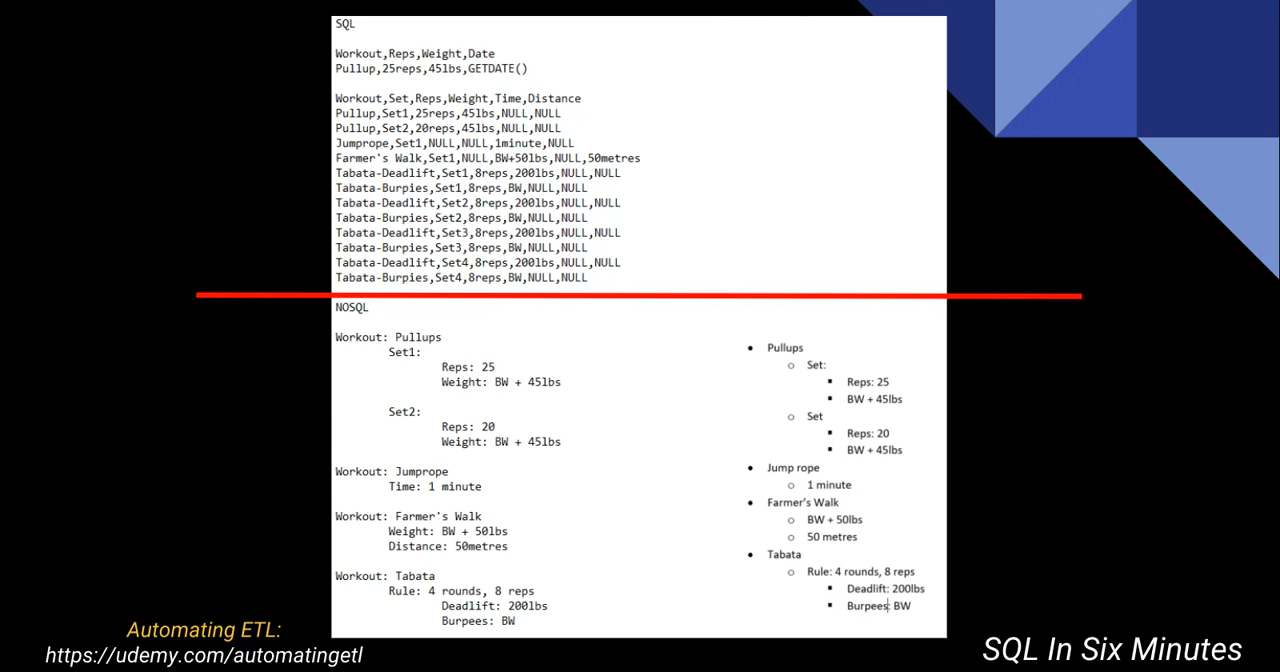 SQL
Workout,Reps,Weight,Date
Pullup,25reps,45lbs,GETDATE()
Workout,Set,Reps,Weight,Time,Distance
Pullup,Set1,25reps,45lbs,NULL,NULL
Pullup,Set2,20reps,45lbs,NULL,NULL
Jumprope,Set1,NULL,NULL,1minute,NULL
Farmer's Walk,Set1,NULL,BW+50lbs,NULL,50metres
Tabata-Deadlift,Set1,8reps,200lbs,NULL,NULL
Tabata-Burpies,Set1,8reps,BW,NULL,NULL
Tabata-Deadlift,Set2,8reps,200lbs,NULL,NULL
Tabata-Burpies,Set2,8reps,BW,NULL,NULL
Tabata-Deadlift,Set3,8reps,200lbs,NULL,NULL
Tabata-Burpies,Set3,8reps,BW,NULL,NULL
Tabata-Deadlift,Set4,8reps,200lbs,NULL,NULL
Tabata-Burpies,Set4,8reps,BW,NULL,NULL
NOSQL
Workout: Pullups
Set1:
Reps: 25
Weight: BW + 45lbs
Set2:
Reps: 20
Weight: BW + 45lbs
Workout: Jumprope
Time: 1 minute
Workout: Farmer's Walk
Weight: BW + 50lbs
Distance: 50metres
Workout: Tabata
Rule: 4 rounds, 8 reps
Deadlift: 200lbs
Burpees: BW
Pullups
Set:
Reps: 25
BW + 45lbs
Set
Reps: 20
BW + 45lbs
Jump rope
1 minute
Farmer's Walk
BW + 50lbs
50 metres
Tabata
Rule: 4 rounds, 8 reps
Deadlift: 200lbs
Burpees: BW
Automating ETL:
https://udemy.com/automatingetl
SQL In Six Minutes